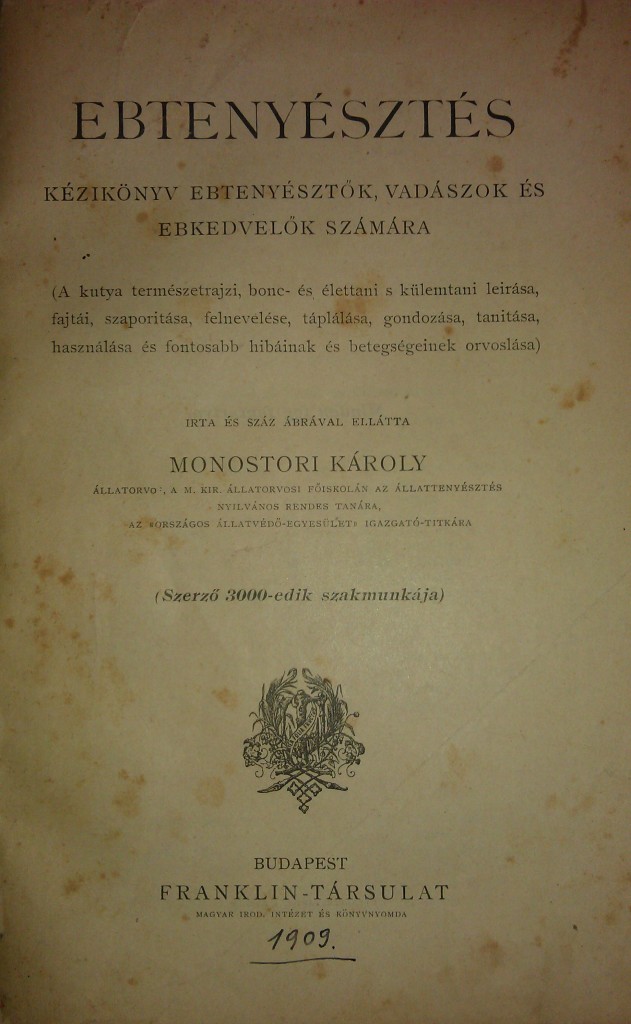 EBTENYÉSZTÉS
KÉZIKÖNYV EBTENYÉSZTŐK, VADÁSZOK ÉS
EBKEDVELŐK SZÁMÁRA
(A kutya természetrajzi, bonc- és élettani s külemtani leirása,
fajtái, szaporitása, felnevelése, táplálása, gondozása, tanitása,
használása és fontosabb hibáinak és betegségeinek orvoslása)
IRTA ÉS SZÁZ ÁBRÁVAL ELLÁTTA
MONOSTORI KÁROLY
ÁLLATORVO, A M. KIR. ÁLLATORVOSI FŐISKOLÁN AZ ÁLLATTENYÉSZTÉS
NYILVÁNOS RENDES TANÁRA,
AZ «ORSZÁGOS ÁLLATVÉDŐ-EGYESÜLET» IGAZGATÓ-TITKÁRA
(Szerző 3000-edik szakmunkája)
BUDAPEST
FRANKLIN-TÁRSULAT
MAGYAR IROD. INTÉZET ÉS KÖNYVNYOMDA
1909.